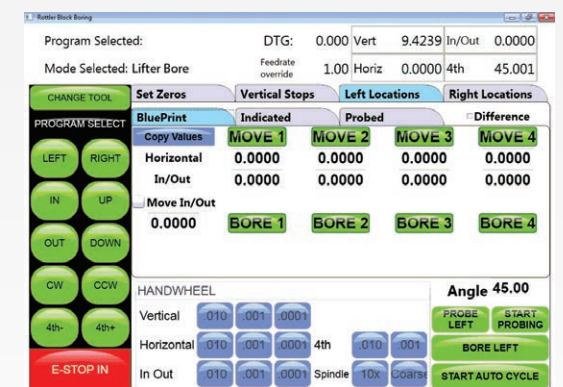 Rottler Block Boring
Program Selected: DTG: 0.000 Vert 9.4239 In/Out 0.0000
Mode Selected: Lifter Bore Feedrate override 1.00 Horiz 0.0000 4th 45.001
CHANGE TOOL Set Zeros Vertical Stops Left Locations Right Locations
PROGRAM SELECT BluePrint Indicated Probed Difference
Copy Values MOVE 1 MOVE 2 MOVE 3 MOVE 4
LEFT RIGHT Horizontal 0.0000 0.0000 0.0000 0.0000
In/Out 0.0000 0.0000 0.0000 0.0000
IN UP Move In/Out
0.0000 BORE 1 BORE 2 BORE 3 BORE 4
OUT DOWN
CW CCW HANDWHEEL Angle 45.00
4th- 4th+ Vertical .010 .001 .0001 PROBE LEFT START PROBING
Horizontal .010 .001 .0001 4th .010 .001 BORE LEFT
E-STOP IN In Out .010 .001 .0001 Spindle 10x Coarse START AUTO CYCLE